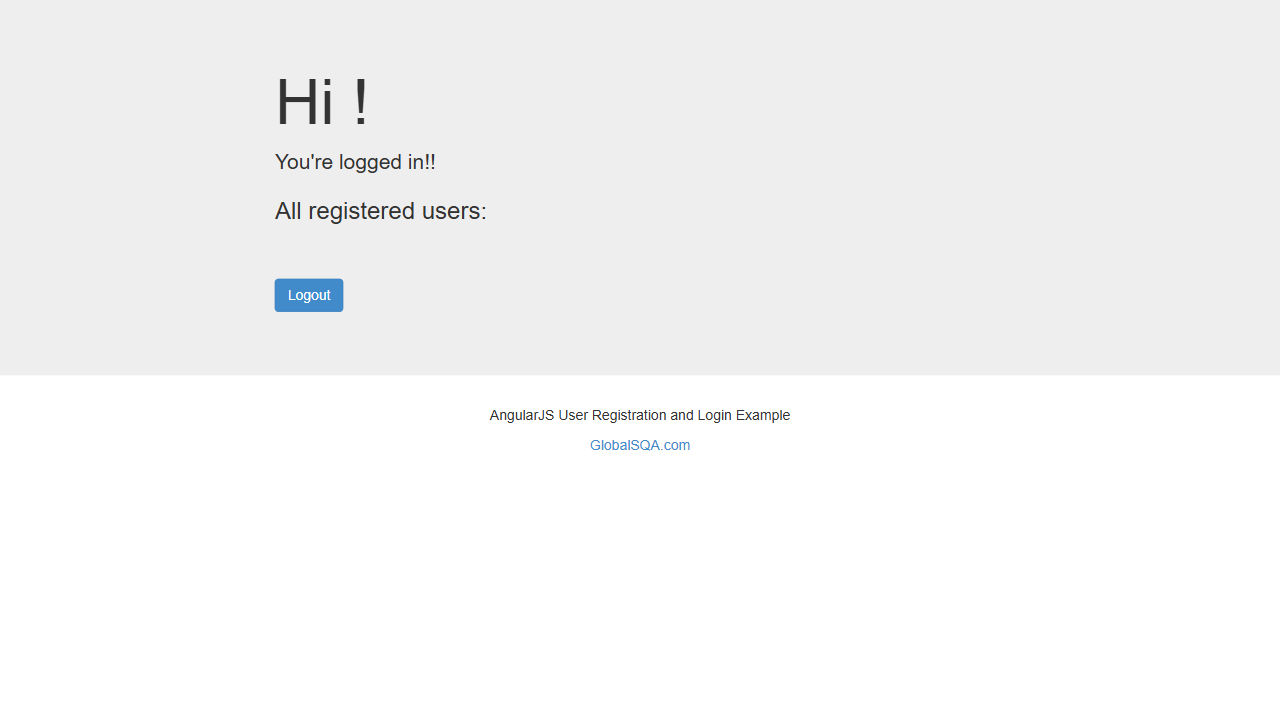 Hi !
You're logged in!!
All registered users:
Logout
AngularJS User Registration and Login Example
GlobalSQA.com